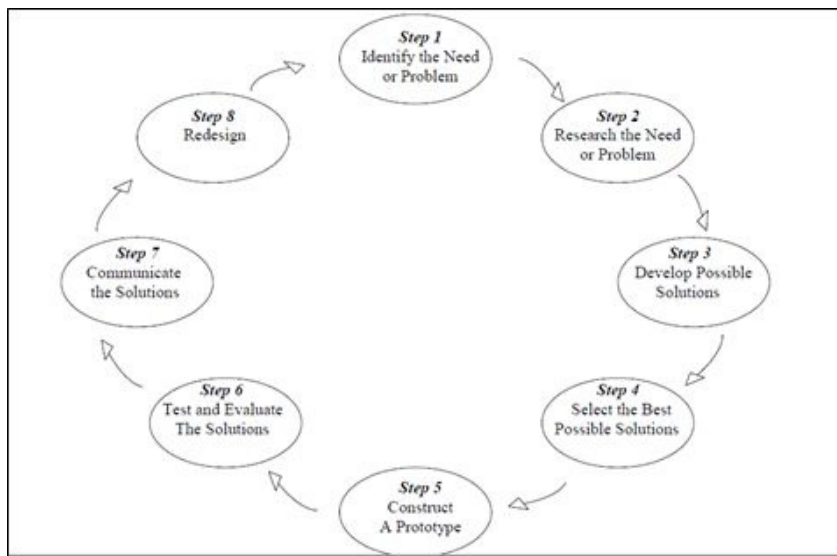 Step 1
Identify the Need
or Problem
Step 2
Research the Need
or Problem
Step 3
Develop Possible
Solutions
Step 4
Select the Best
Possible Solutions
Step 5
Construct
A Prototype
Step 6
Test and Evaluate
The Solutions
Step 7
Communicate
the Solutions
Step 8
Redesign